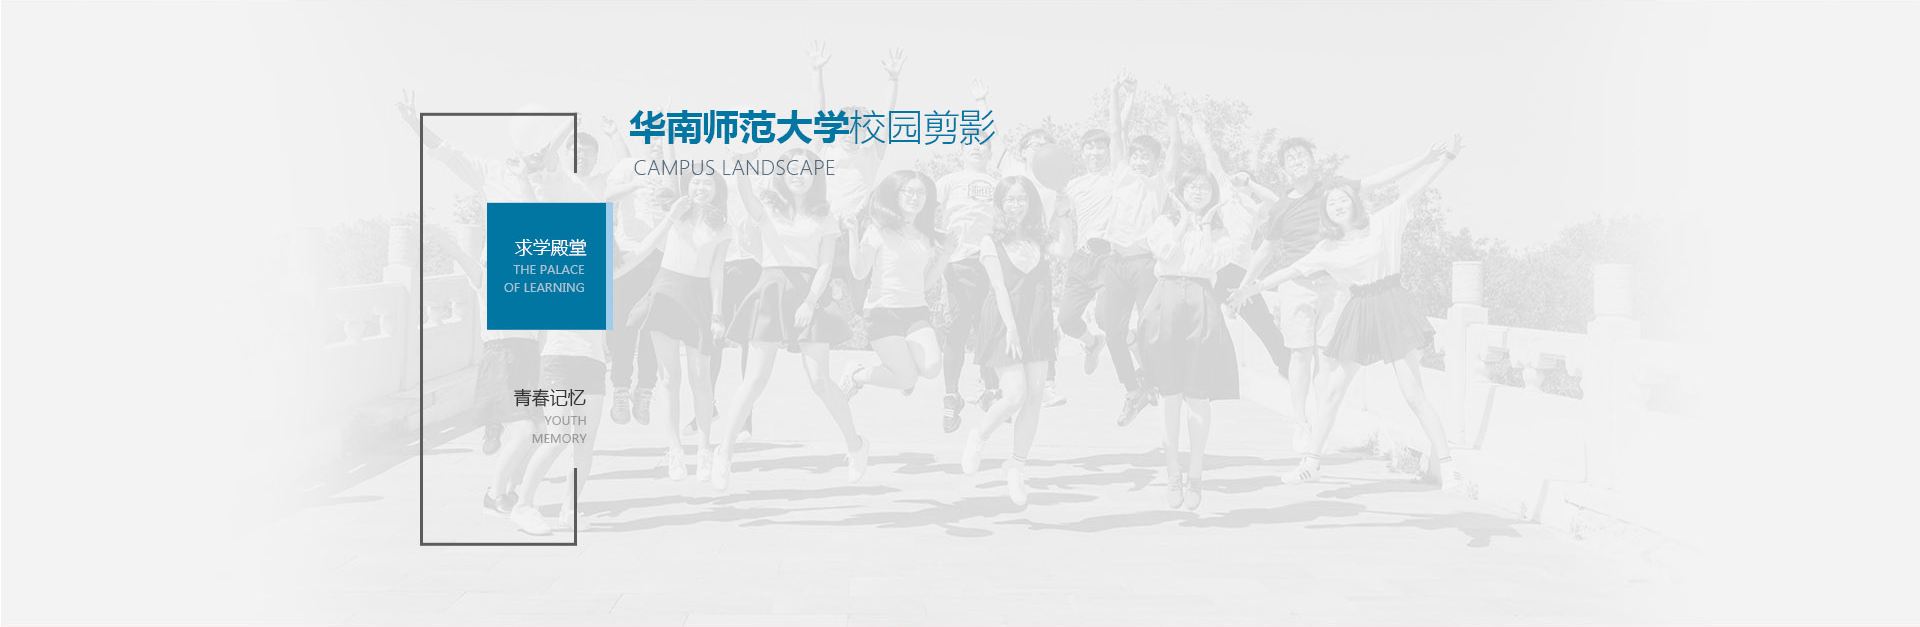 华南师范大学校园剪影
CAMPUS LANDSCAPE
求学殿堂
THE PALACE
OF LEARNING
青春记忆
YOUTH
MEMORY